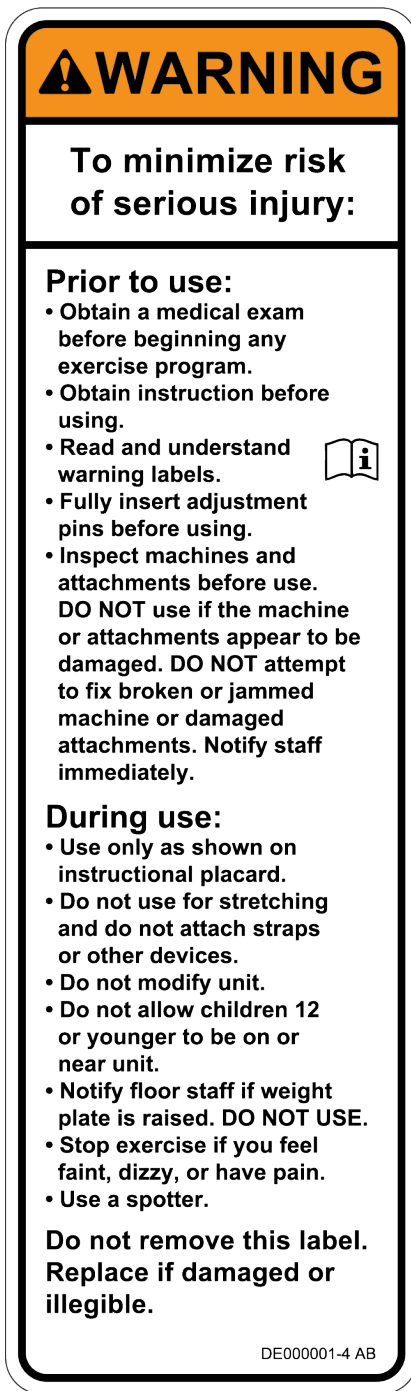 WARNING
To minimize risk
of serious injury:
Prior to use:
• Obtain a medical exam
before beginning any
exercise program.
• Obtain instruction before
using.
• Read and understand
warning labels.
• Fully insert adjustment
pins before using.
• Inspect machines and
attachments before use.
DO NOT use if the machine
or attachments appear to be
damaged. DO NOT attempt
to fix broken or jammed
machine or damaged
attachments. Notify staff
immediately.
During use:
• Use only as shown on
instructional placard.
• Do not use for stretching
and do not attach straps
or other devices.
• Do not modify unit.
• Do not allow children 12
or younger to be on or
near unit.
• Notify floor staff if weight
plate is raised. DO NOT USE.
• Stop exercise if you feel
faint, dizzy, or have pain.
• Use a spotter.
Do not remove this label.
Replace if damaged or
illegible.
DE000001-4 AB